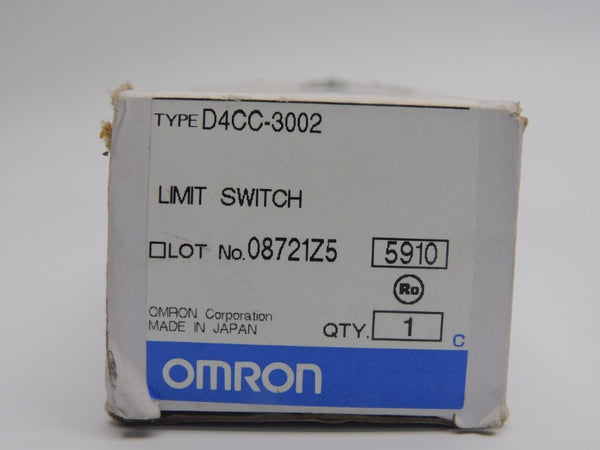 TYPE D4CC-3002
LIMIT SWITCH
□LOT No. 08721Z5 5910
Ro
OMRON Corporation
MADE IN JAPAN QTY. 1 C
OMRON